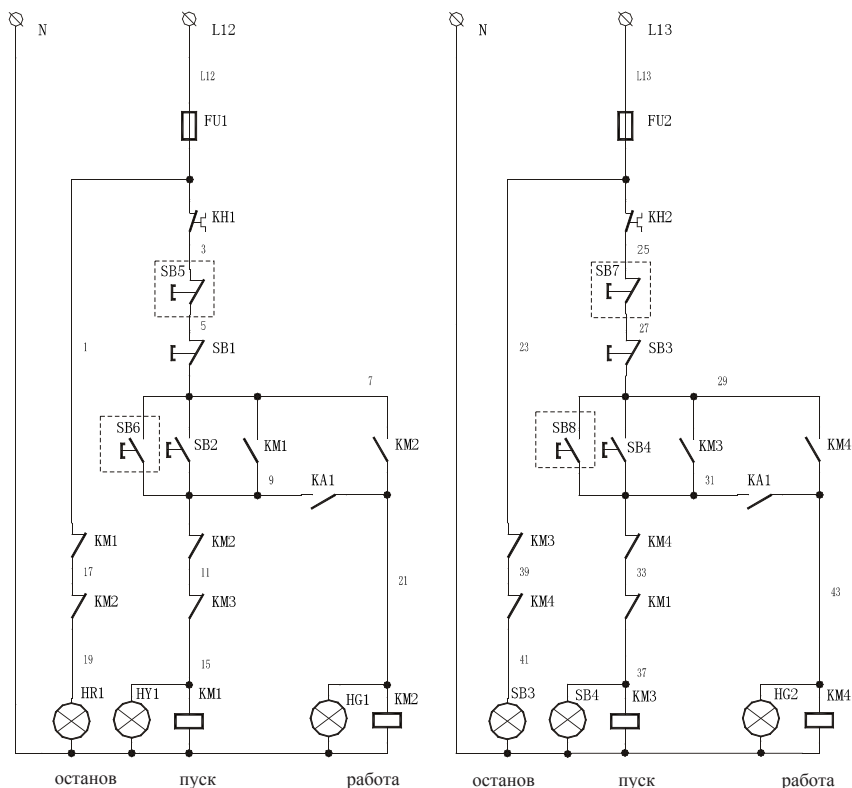 N L12 N L13
L12 L13
FU1 FU2
KH1 KH2
3 25
SB5 SB7
5 27
1 SB1 23 SB3
7 29
SB6 SB2 KM1 KM2 SB8 SB4 KM3 KM4
9 KA1 31 KA1
KM1 KM2 KM3 KM4
17 11 21 39 33 43
KM2 KM3 KM4 KM1
19 15 41 37
HR1 HY1 KM1 HG1 KM2 SB3 SB4 KM3 HG2 KM4
останов пуск работа останов пуск работа